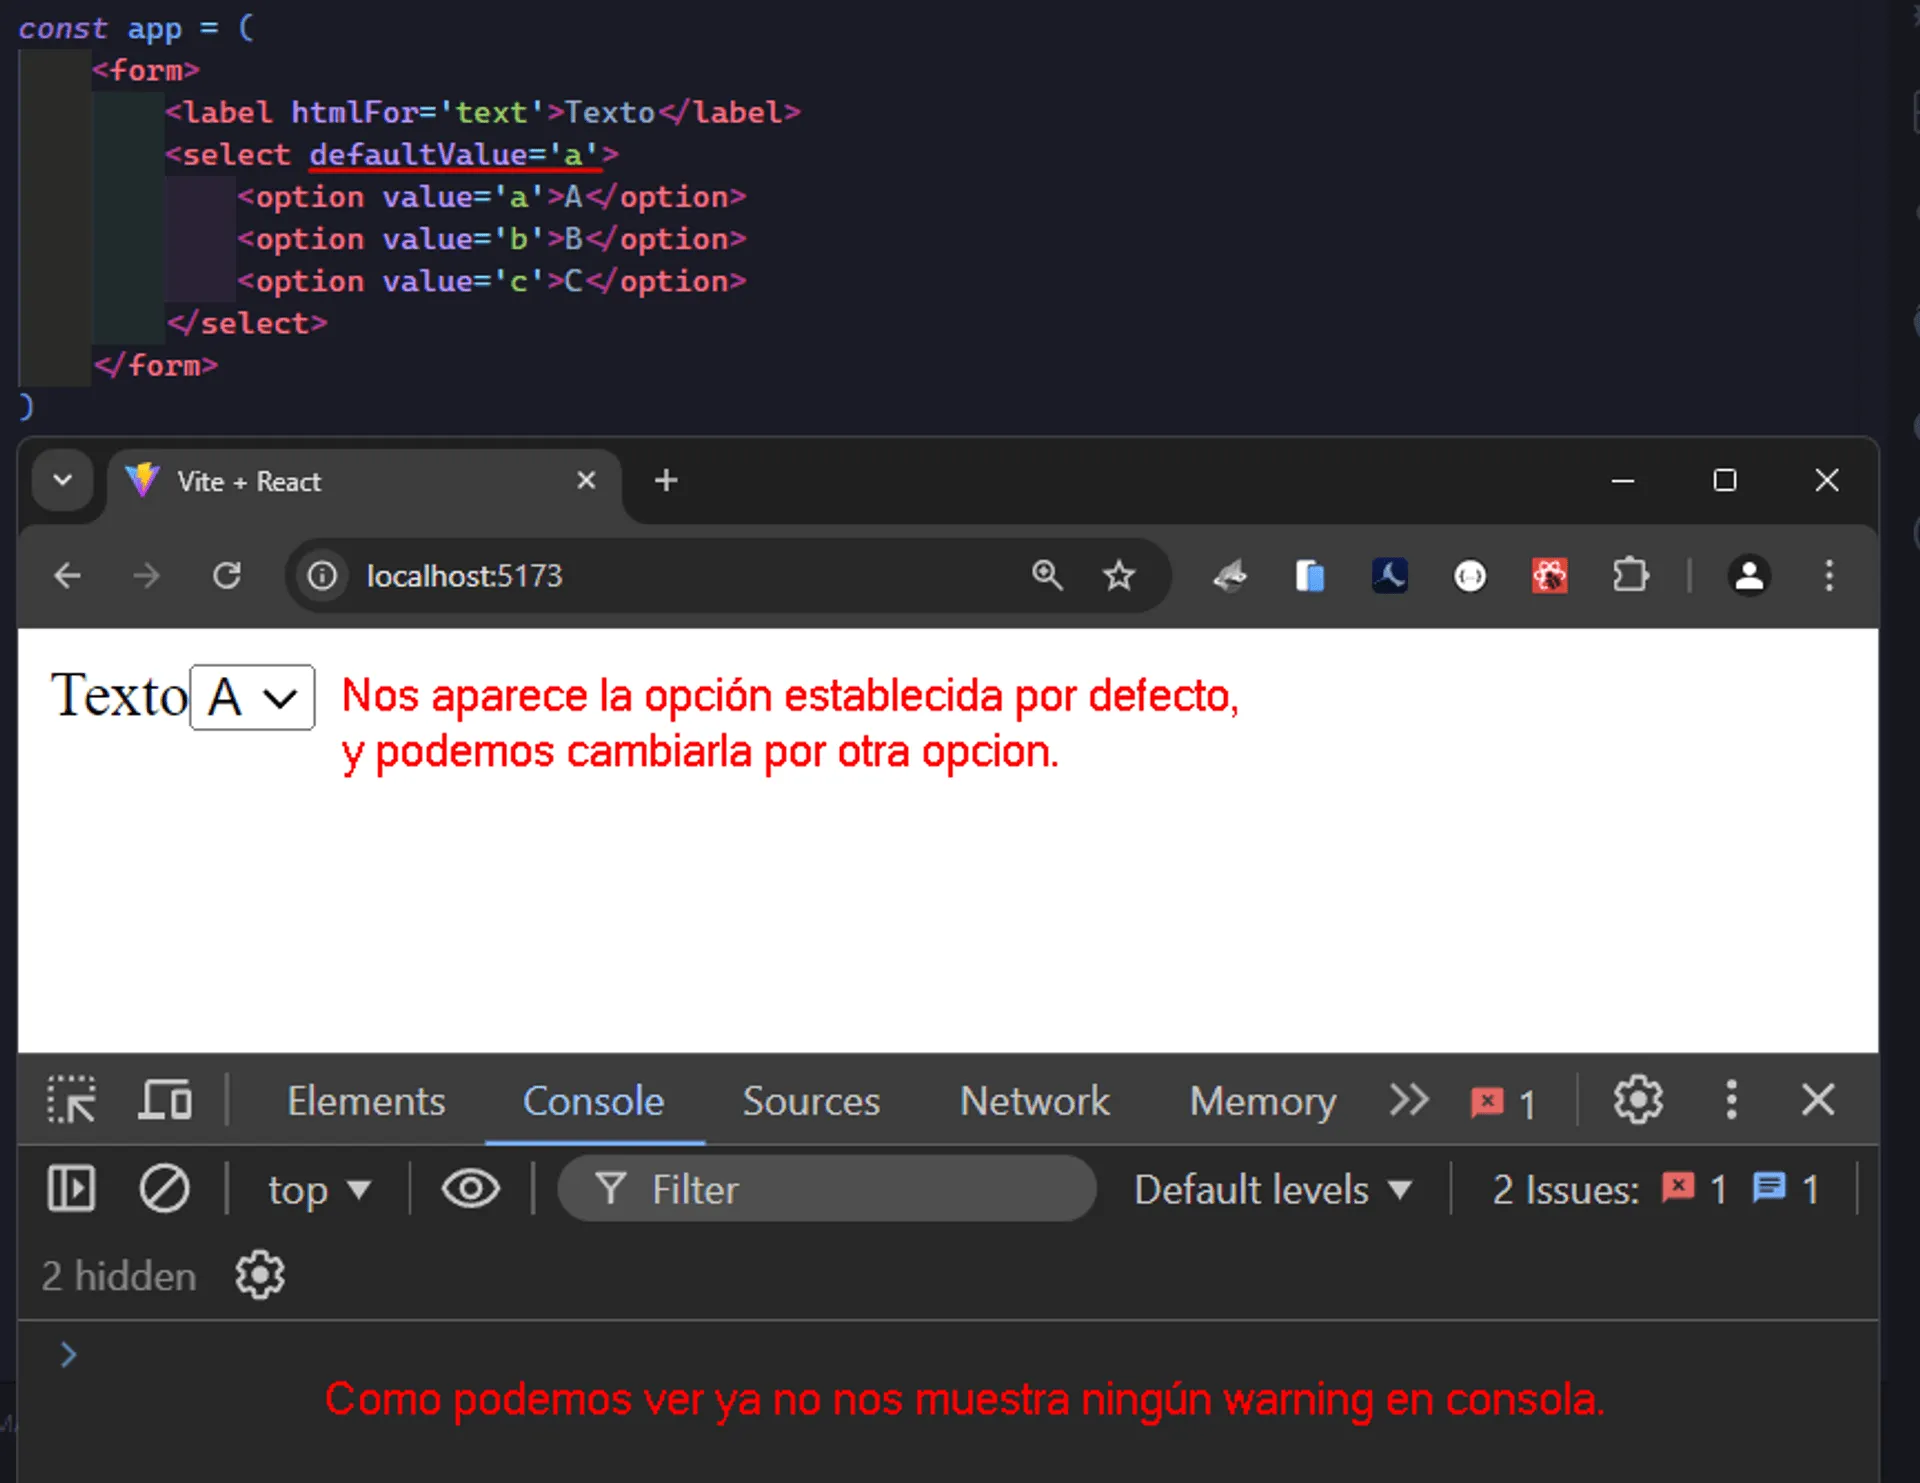 const app = (
<form>
<label htmlFor='text'>Texto</label>
<select defaultValue='a'>
<option value='a'>A</option>
<option value='b'>B</option>
<option value='c'>C</option>
</select>
</form>
)
Vite + React
localhost:5173
Texto A
Nos aparece la opción establecida por defecto,
y podemos cambiarla por otra opcion.
Elements Console Sources Network Memory 1
top Filter Default levels 2 Issues: 1 1
2 hidden
Como podemos ver ya no nos muestra ningún warning en consola.